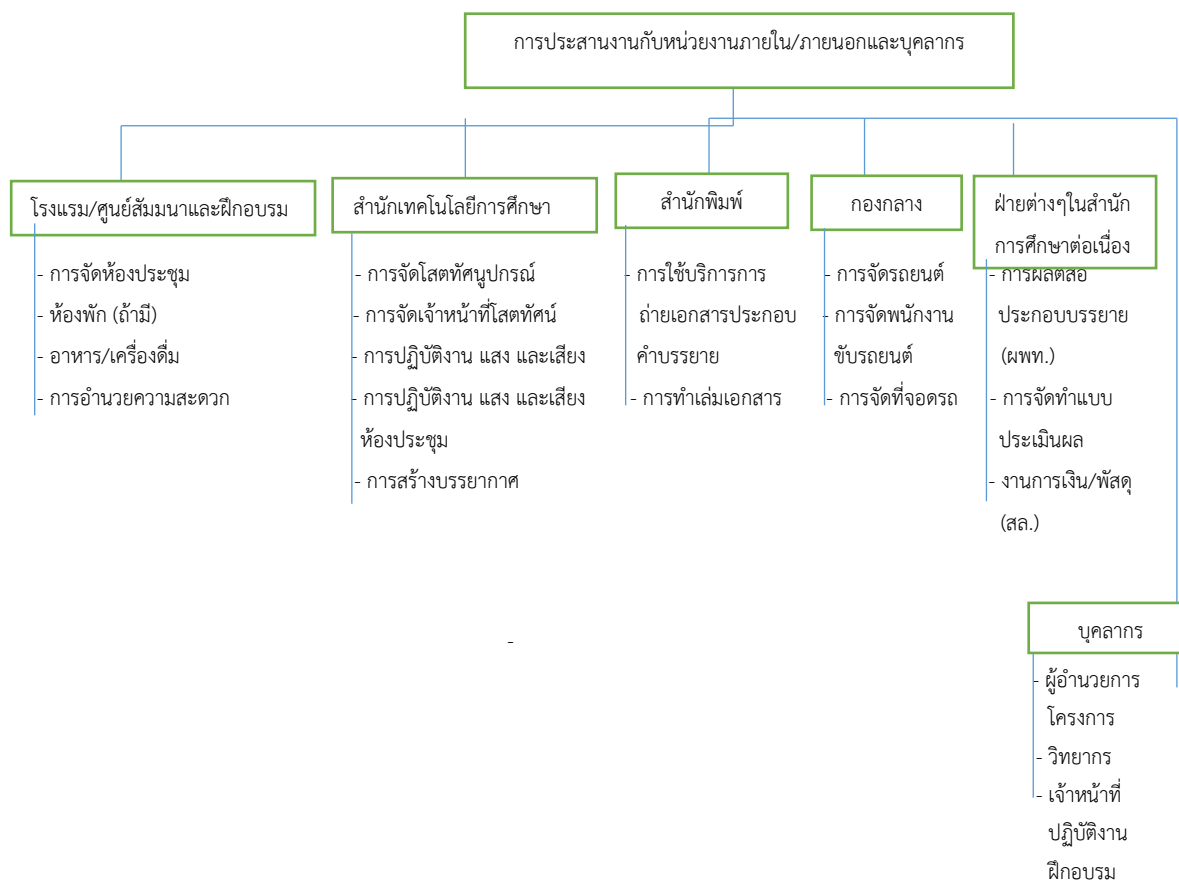 การประสานงานกับหน่วยงานภายใน/ภายนอกและบุคลากร
โรงแรม/ศูนย์สัมมนาและฝึกอบรม
- การจัดห้องประชุม
- ห้องพัก (ถ้ามี)
- อาหาร/เครื่องดื่ม
- การอำนวยความสะดวก
สำนักเทคโนโลยีการศึกษา
- การจัดโสตทัศนูปกรณ์
- การจัดเจ้าหน้าที่โสตทัศน์
- การปฏิบัติงาน แสง และเสียง
- การปฏิบัติงาน แสง และเสียง
ห้องประชุม
- การสร้างบรรยากาศ
สำนักพิมพ์
- การใช้บริการการ
ถ่ายเอกสารประกอบ
คำบรรยาย
- การทำเล่มเอกสาร
กองกลาง
- การจัดรถยนต์
- การจัดพนักงาน
ขับรถยนต์
- การจัดที่จอดรถ
ฝ่ายต่างๆในสำนัก
การศึกษาต่อเนื่อง
- การผลิตสื่อ
ประกอบบรรยาย
(ผพท.)
- การจัดทำแบบ
ประเมินผล
- งานการเงิน/พัสดุ
(สล.)
-
บุคลากร
- ผู้อำนวยการ
โครงการ
- วิทยากร
- เจ้าหน้าที่
ปฏิบัติงาน
ฝึกอบรม